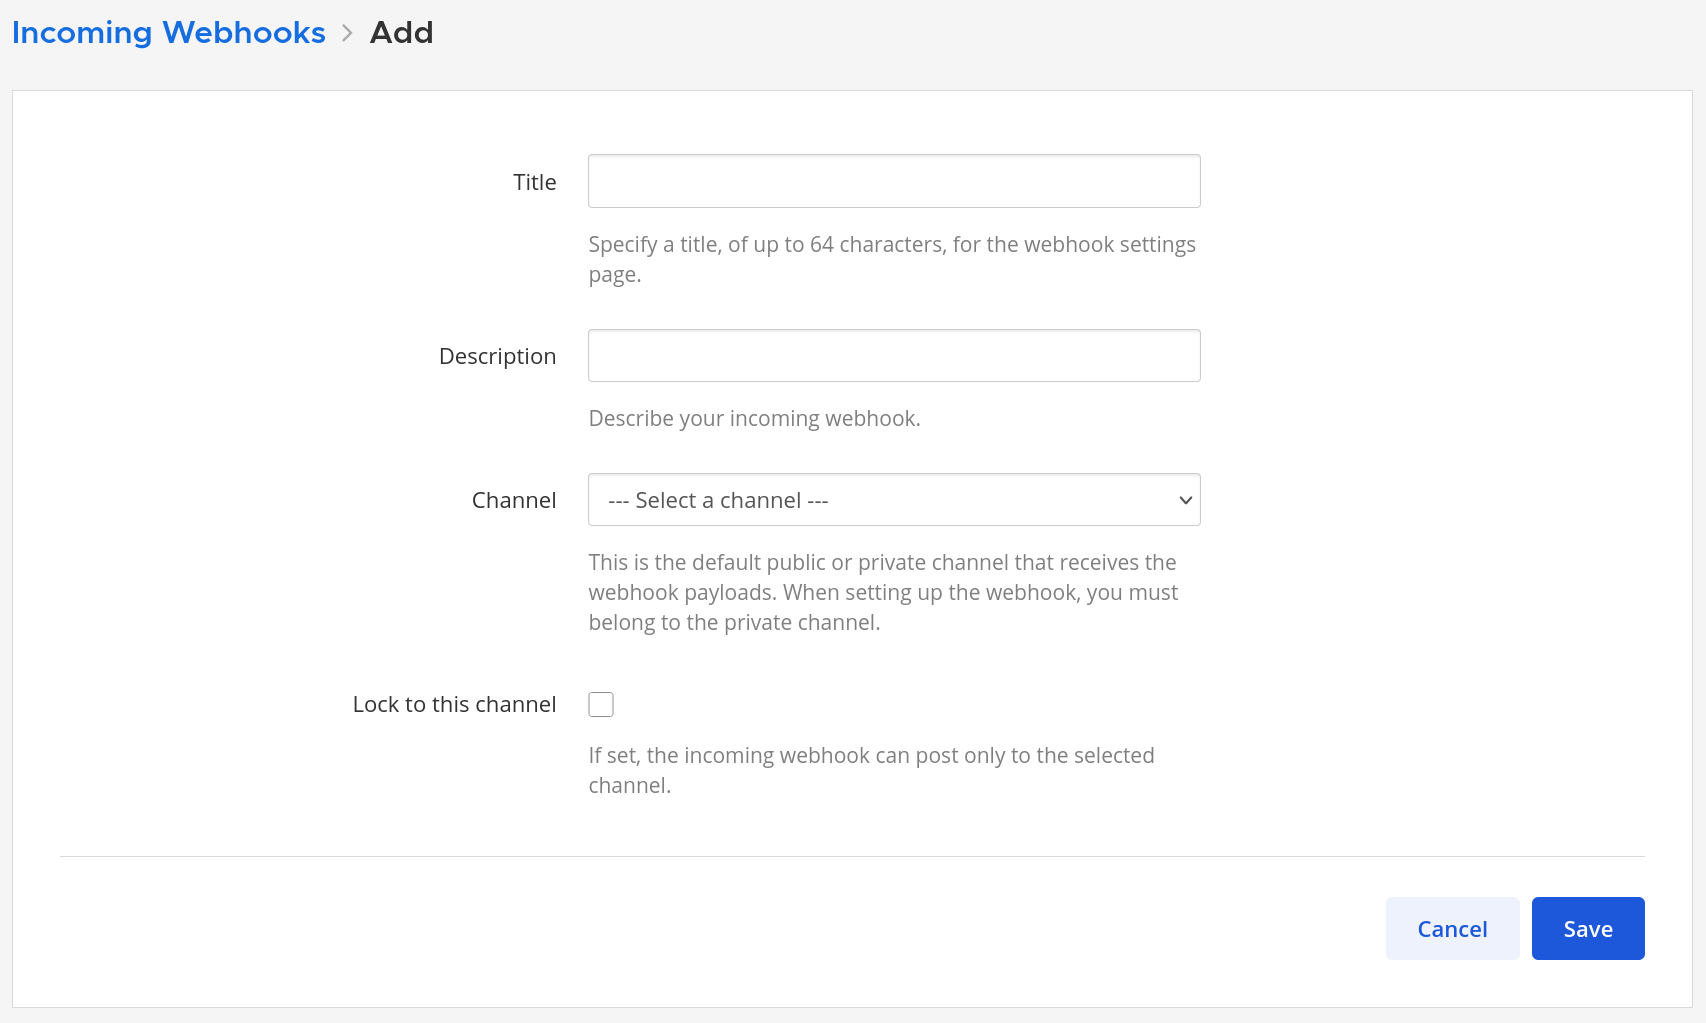 Incoming Webhooks > Add
Title
Specify a title, of up to 64 characters, for the webhook settings
page.
Description
Describe your incoming webhook.
Channel
--- Select a channel ---
This is the default public or private channel that receives the
webhook payloads. When setting up the webhook, you must
belong to the private channel.
Lock to this channel
If set, the incoming webhook can post only to the selected
channel.
Cancel Save